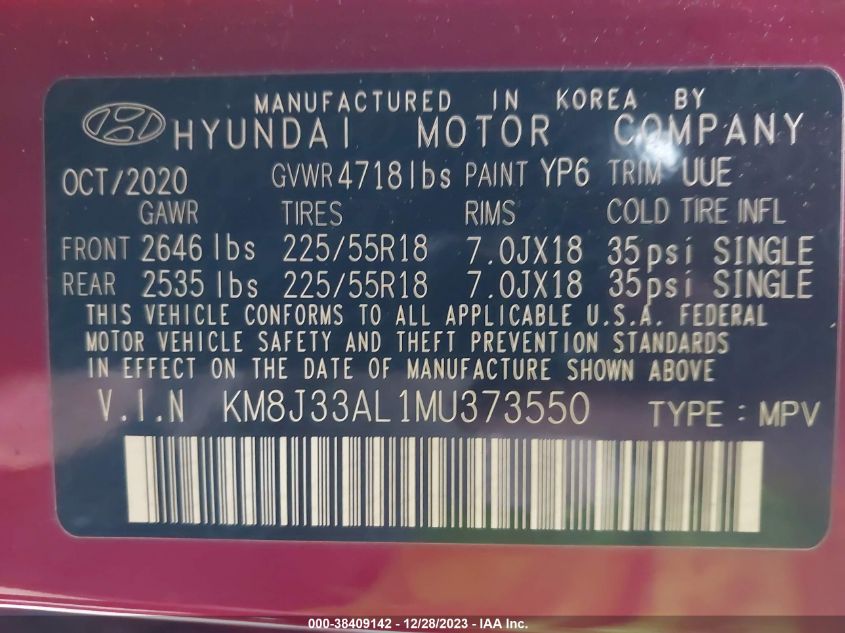 MANUFACTURED IN KOREA BY
HYUNDAI MOTOR COMPANY
OCT/2020 GVWR 4718lbs PAINT YP6 TRIM UUE
GAWR TIRES RIMS COLD TIRE INFL
FRONT 2646 lbs 225/55R18 7.0JX18 35psi SINGLE
REAR 2535 lbs 225/55R18 7.0JX18 35psi SINGLE
THIS VEHICLE CONFORMS TO ALL APPLICABLE U.S.A. FEDERAL
MOTOR VEHICLE SAFETY AND THEFT PREVENTION STANDARDS
IN EFFECT ON THE DATE OF MANUFACTURE SHOWN ABOVE
V.I.N KM8J33AL1MU373550 TYPE : MPV
000-38409142 - 12/28/2023 - IAA Inc.